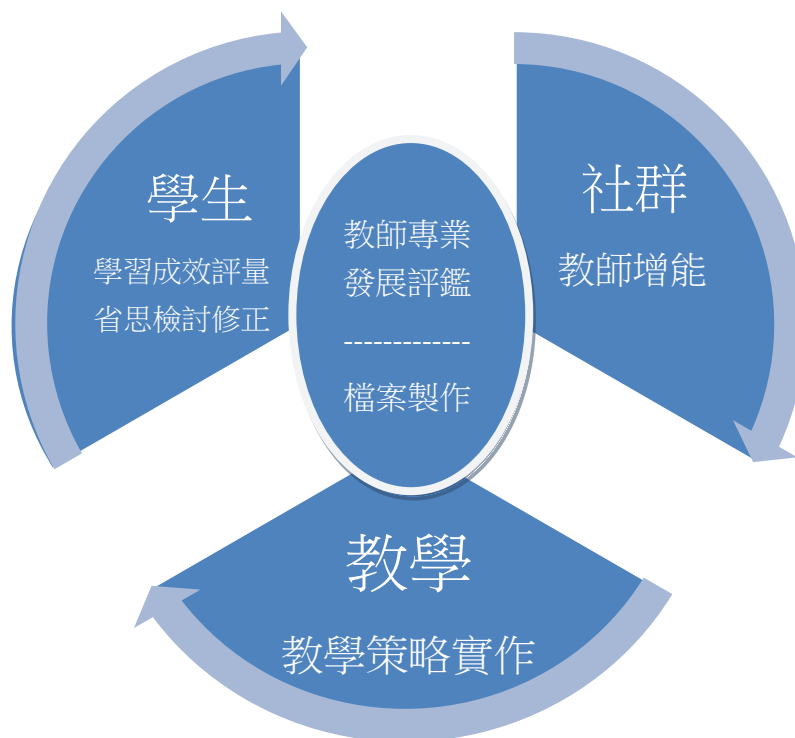 學生
學習成效評量
省思檢討修正
教師專業
發展評鑑
-------------
檔案製作
社群
教師增能
教學
教學策略實作